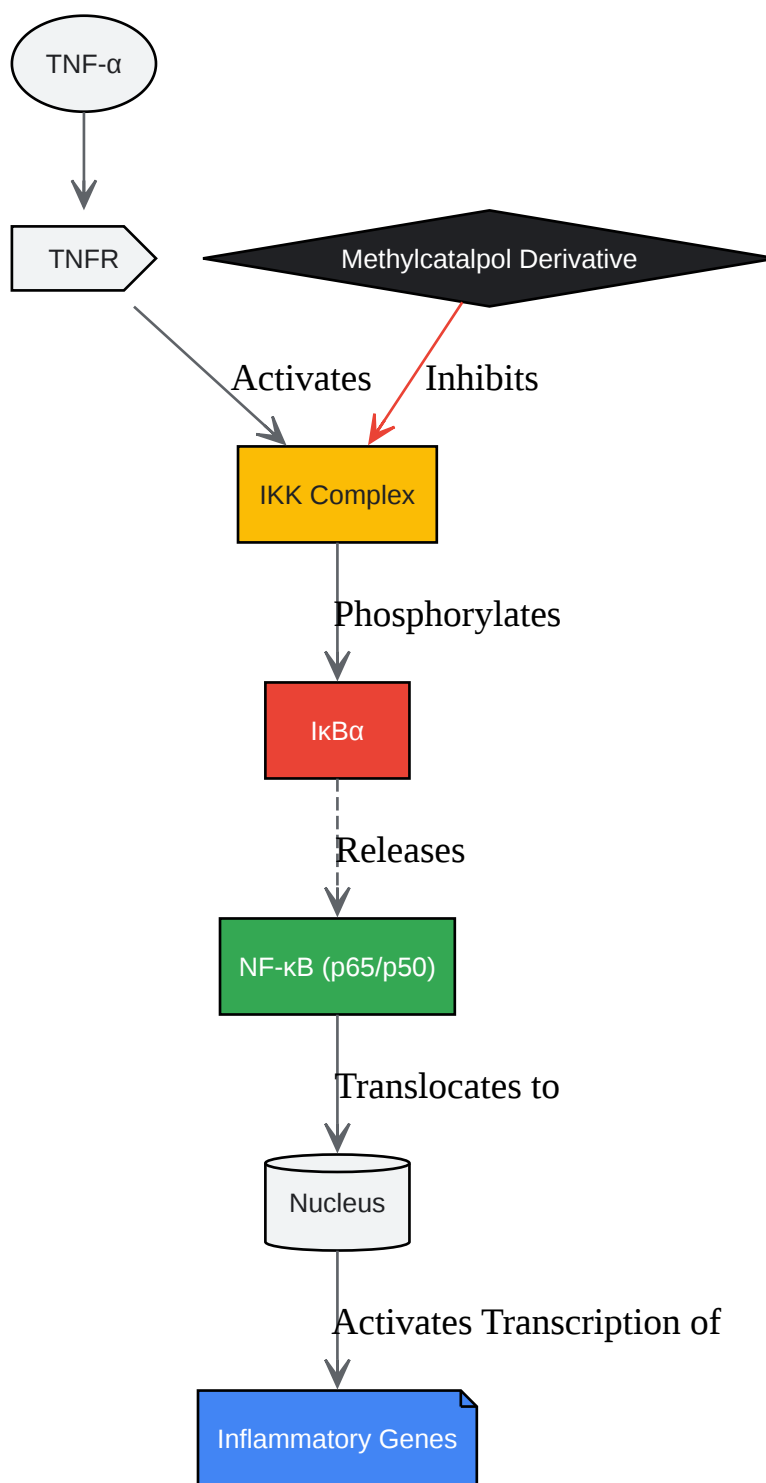 TNF-α
TNFR
Methylcatalpol Derivative
Activates
Inhibits
IKK Complex
Phosphorylates
IκBα
Releases
NF-κB (p65/p50)
Translocates to
Nucleus
Activates Transcription of
Inflammatory Genes